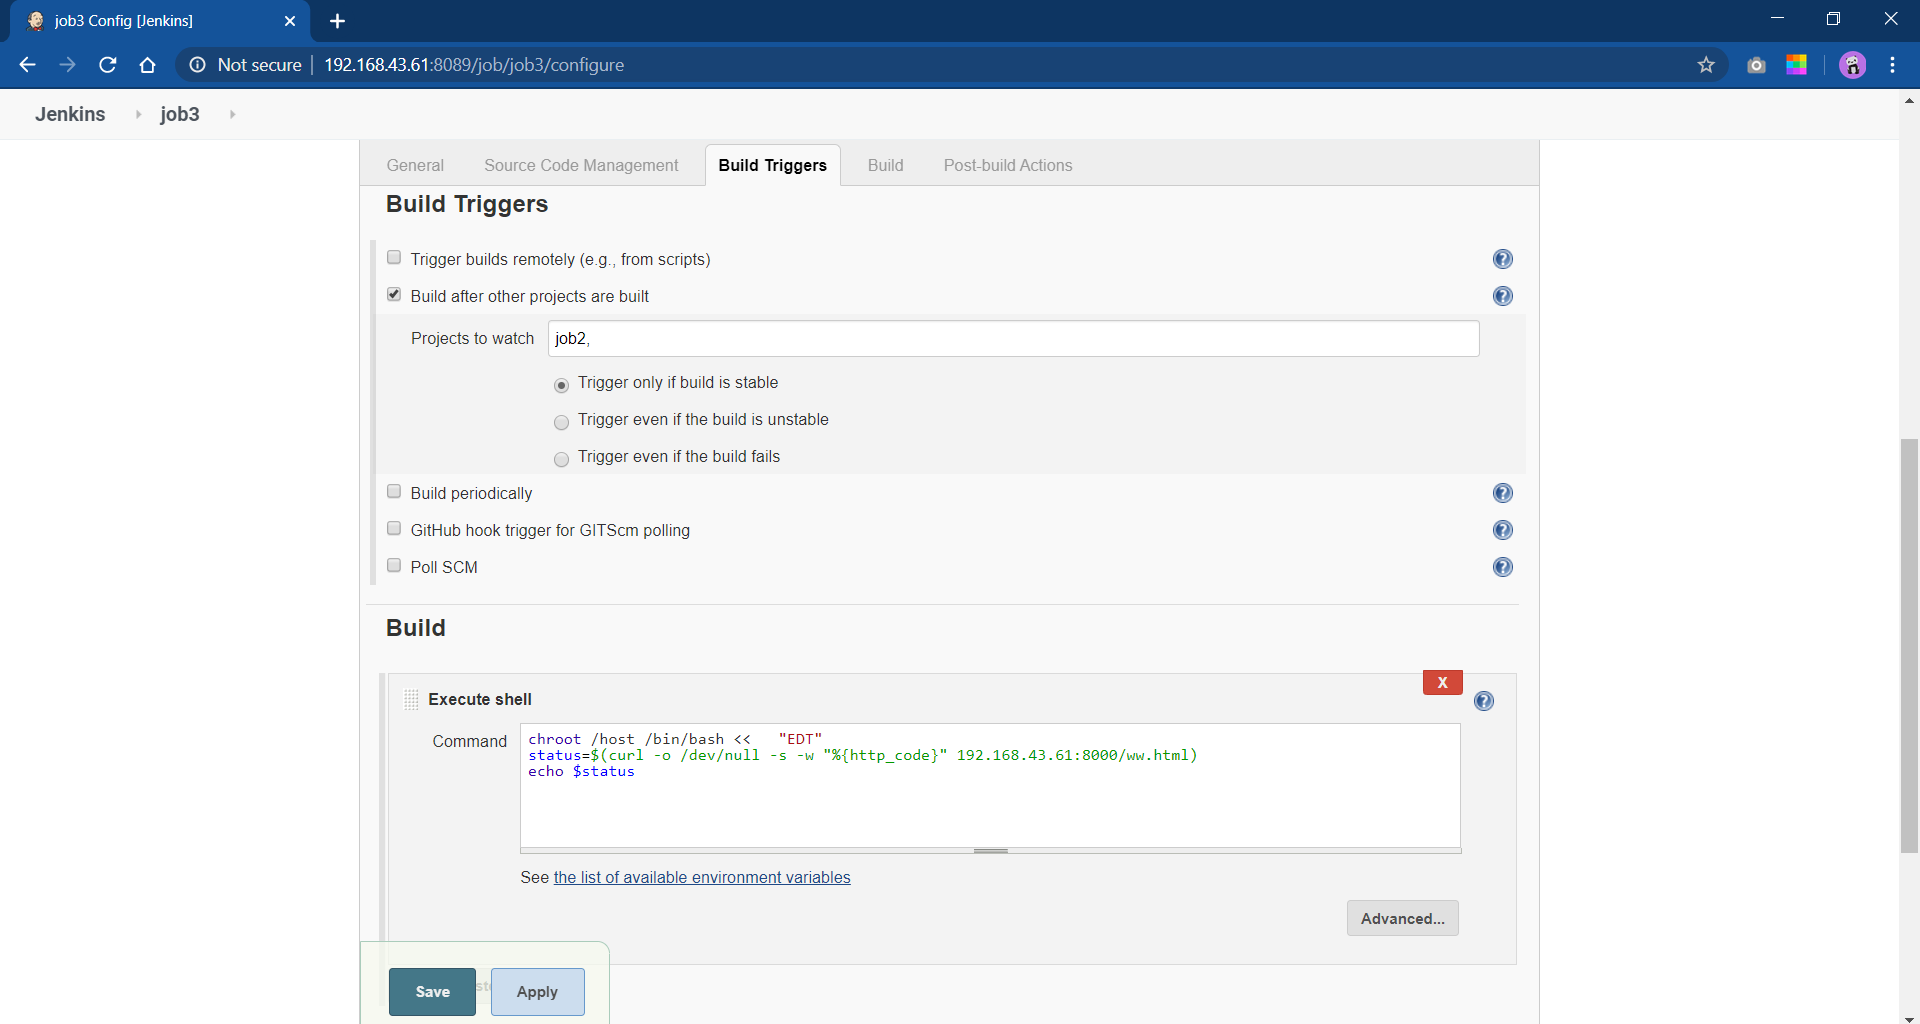 job3 Config [Jenkins]
Not secure | 192.168.43.61:8089/job/job3/configure
Jenkins job3
General Source Code Management Build Triggers Build Post-build Actions
Build Triggers
Trigger builds remotely (e.g., from scripts)
Build after other projects are built
Projects to watch job2,
Trigger only if build is stable
Trigger even if the build is unstable
Trigger even if the build fails
Build periodically
GitHub hook trigger for GITScm polling
Poll SCM
Build
X
Execute shell
Command
chroot /host /bin/bash <<   "EDT"
status=$(curl -o /dev/null -s -w "%{http_code}" 192.168.43.61:8000/ww.html)
echo $status
See the list of available environment variables
Advanced...
Save Apply